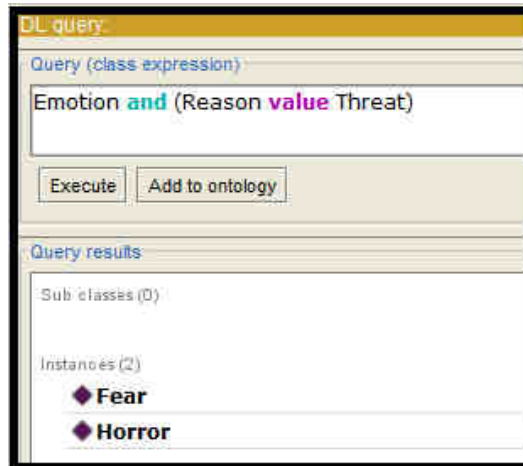 DL query:
Query (class expression)
Emotion and (Reason value Threat)
Execute Add to ontology
Query results
Sub classes (0)
Instances (2)
Fear
Horror